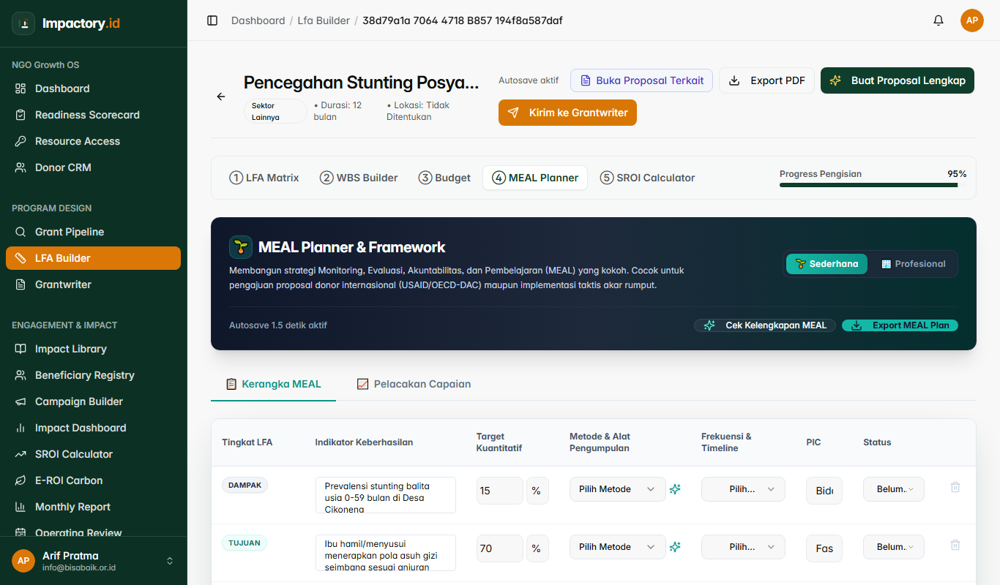 Impactory.id
NGO Growth OS
Dashboard
Readiness Scorecard
Resource Access
Donor CRM
PROGRAM DESIGN
Grant Pipeline
LFA Builder
Grantwriter
ENGAGEMENT & IMPACT
Impact Library
Beneficiary Registry
Campaign Builder
Impact Dashboard
SROI Calculator
E-ROI Carbon
Monthly Report
Operating Review
AP
Arif Pratma
info@bisabaik.or.id
Dashboard / Lfa Builder / 38d79a1a 7064 4718 B857 194f8a587daf
AP
Pencegahan Stunting Posya...
Sektor
Lainnya
• Durasi: 12
bulan
• Lokasi: Tidak
Ditentukan
Autosave aktif
Buka Proposal Terkait
Export PDF
Buat Proposal Lengkap
Kirim ke Grantwriter
① LFA Matrix
② WBS Builder
③ Budget
④ MEAL Planner
⑤ SROI Calculator
Progress Pengisian 95%
MEAL Planner & Framework
Membangun strategi Monitoring, Evaluasi, Akuntabilitas, dan Pembelajaran (MEAL) yang kokoh. Cocok untuk
pengajuan proposal donor internasional (USAID/OECD-DAC) maupun implementasi taktis akar rumput.
Sederhana
Profesional
Autosave 1.5 detik aktif
Cek Kelengkapan MEAL
Export MEAL Plan
Kerangka MEAL
Pelacakan Capaian
Tingkat LFA
Indikator Keberhasilan
Target
Kuantitatif
Metode & Alat
Pengumpulan
Frekuensi &
Timeline
PIC
Status
DAMPAK
Prevalensi stunting balita
usia 0-59 bulan di Desa
Cikoneng
15
%
Pilih Metode
Pilih...
Bida
Belum..
TUJUAN
Ibu hamil/menyusui
menerapkan pola asuh gizi
seimbang sesuai anjuran
70
%
Pilih Metode
Pilih...
Fas
Belum..